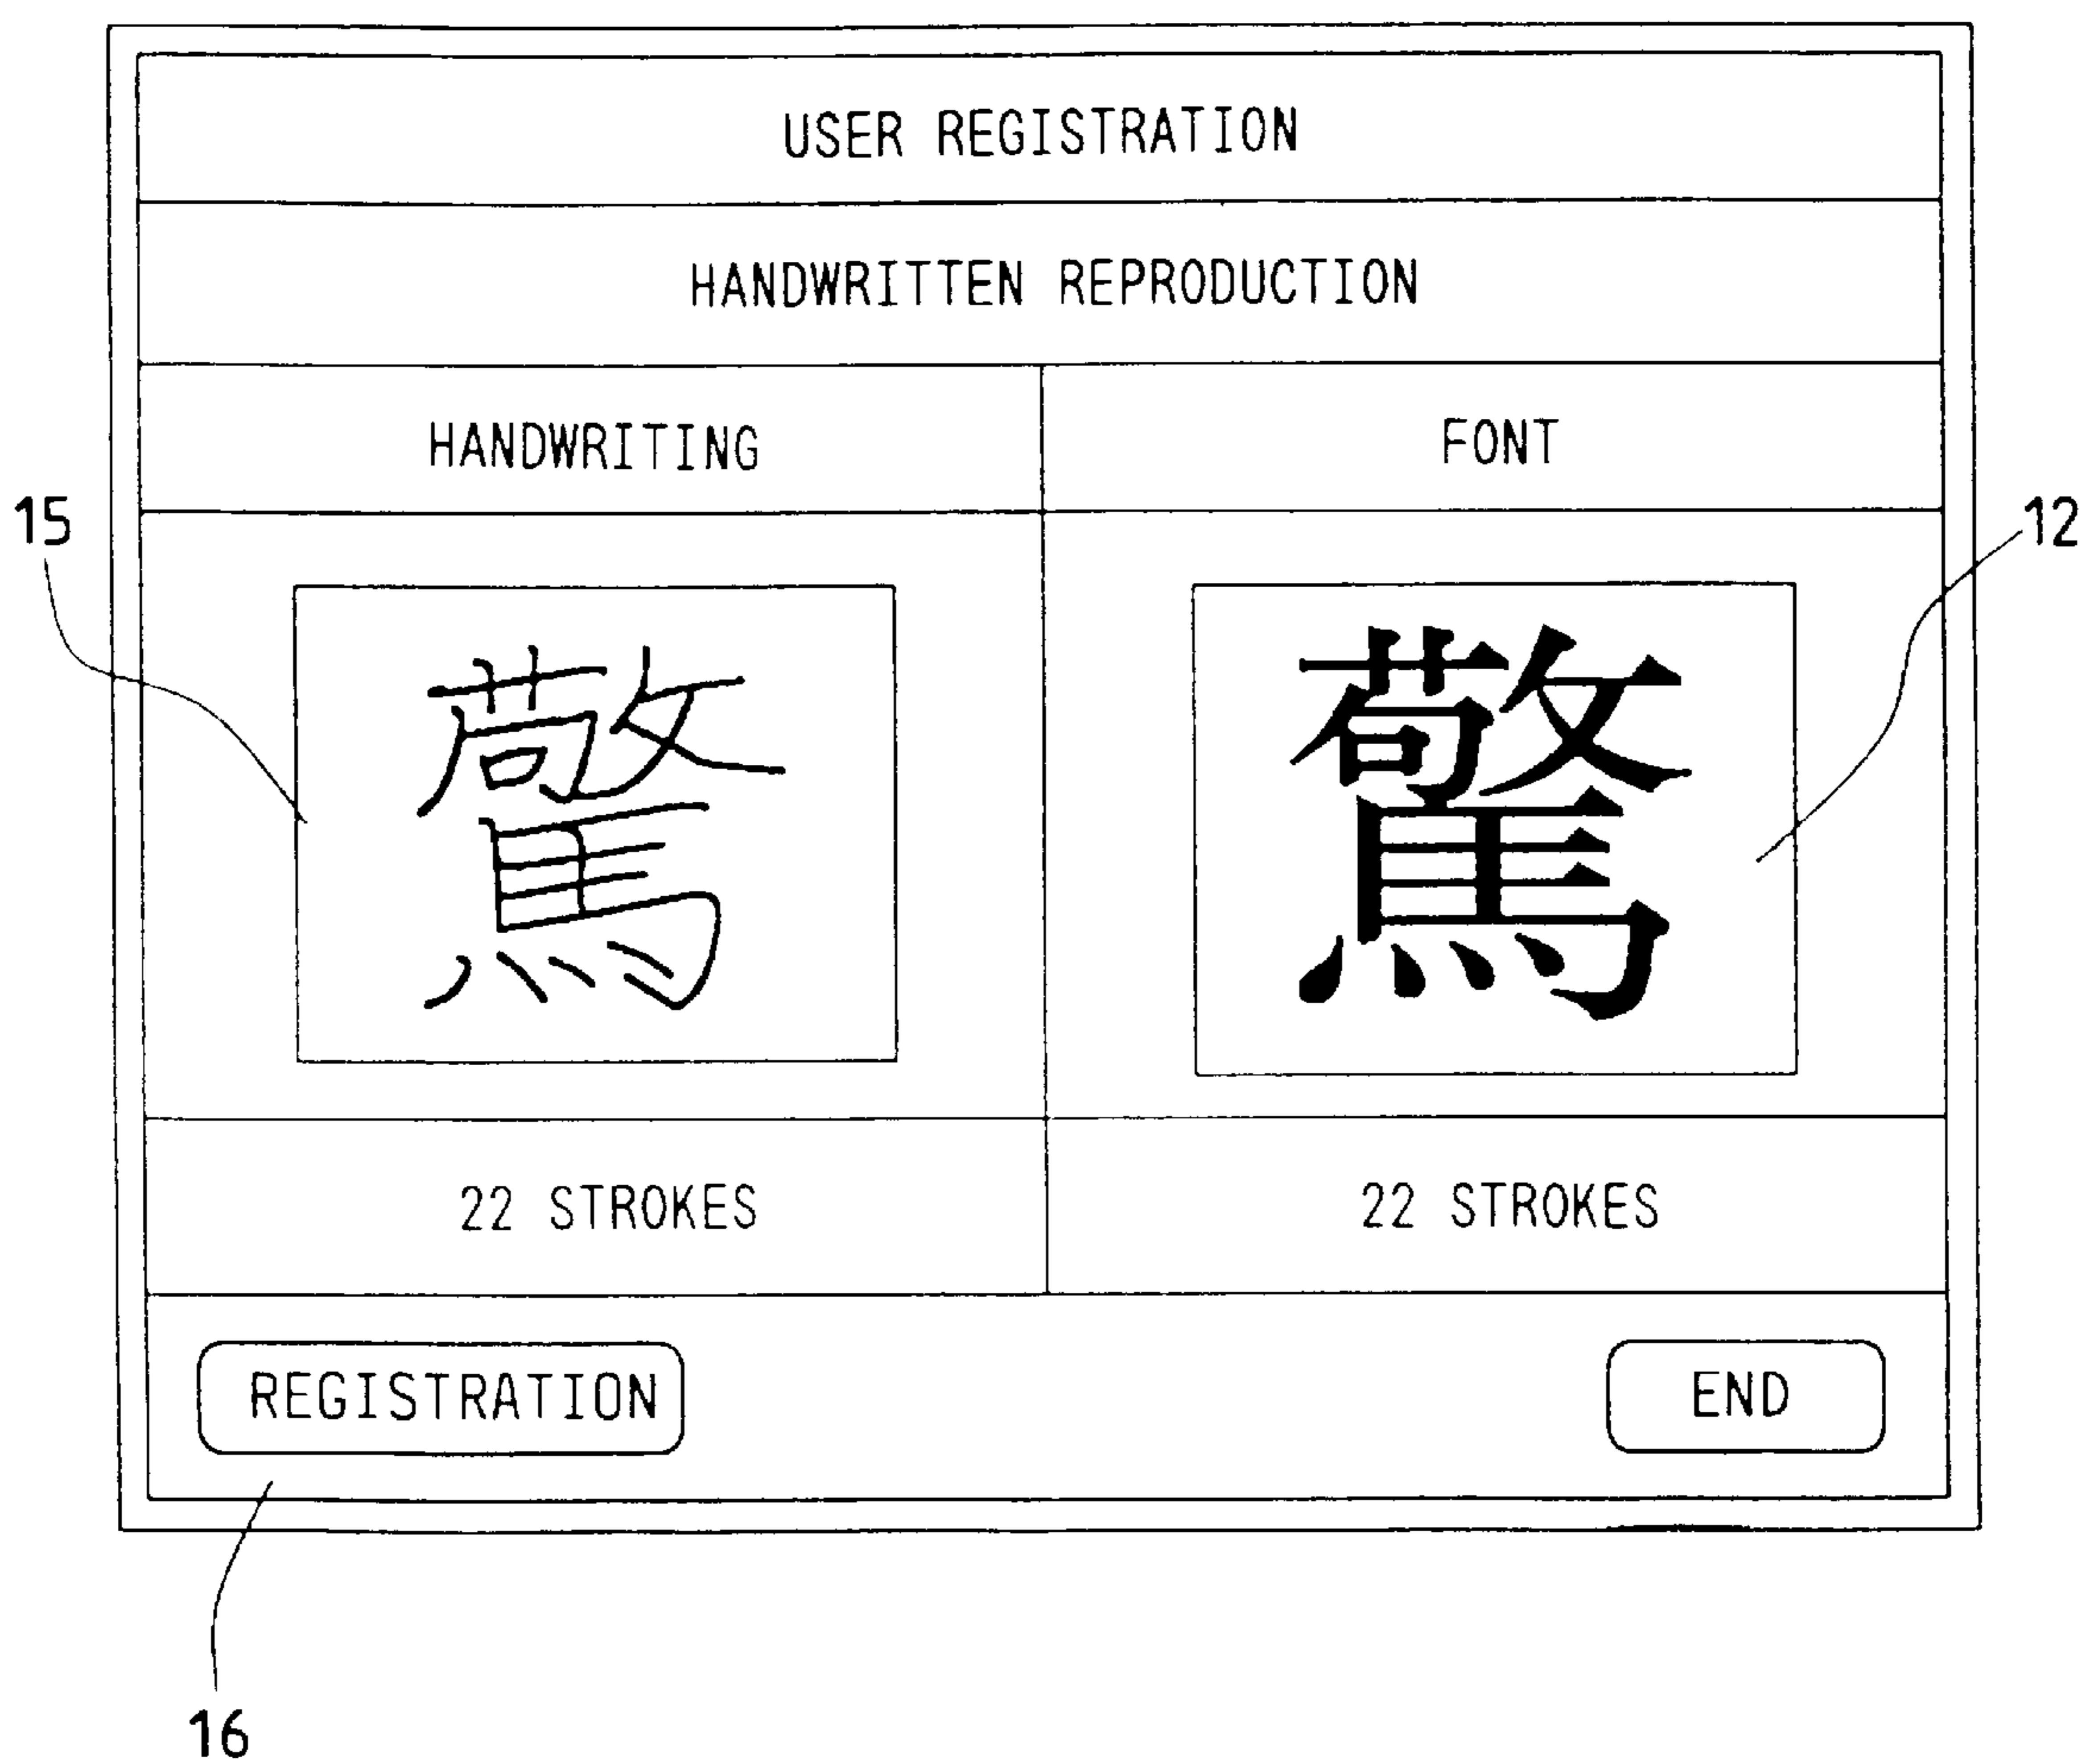 USER REGISTRATION
HANDWRITTEN REPRODUCTION
HANDWRITING FONT
15 12
驚 驚
22 STROKES 22 STROKES
REGISTRATION END
16